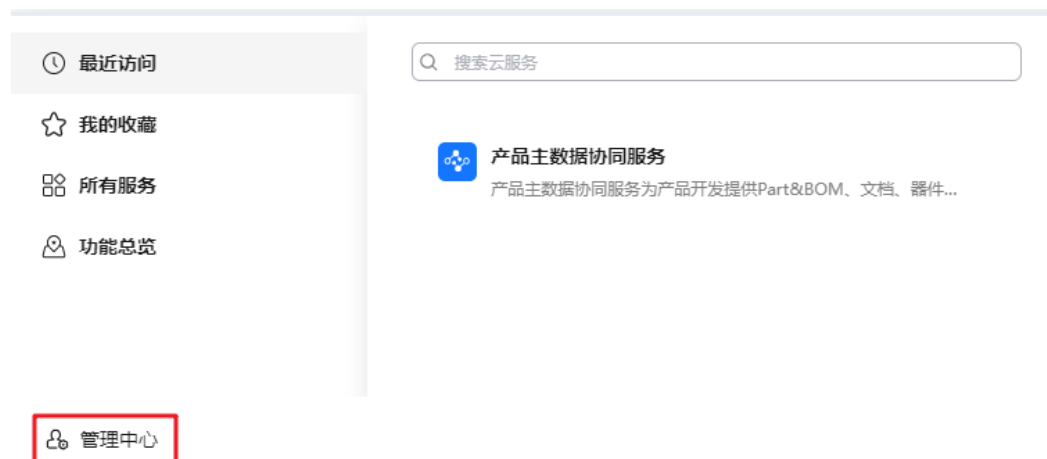 最近访问
我的收藏
所有服务
功能总览
管理中心
搜索云服务
产品主数据协同服务
产品主数据协同服务为产品开发提供Part&BOM、文档、器件...